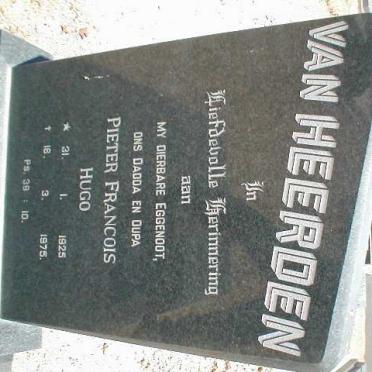 VAN HEERDEN
In
Liefdevolle Herinnering
aan
MY DIERBARE EGGENOOT,
ONS DADDA EN OUPA
PIETER FRANCOIS
HUGO
★ 31. 1. 1925
† 16. 3. 1975.
PS. 39 : 10.